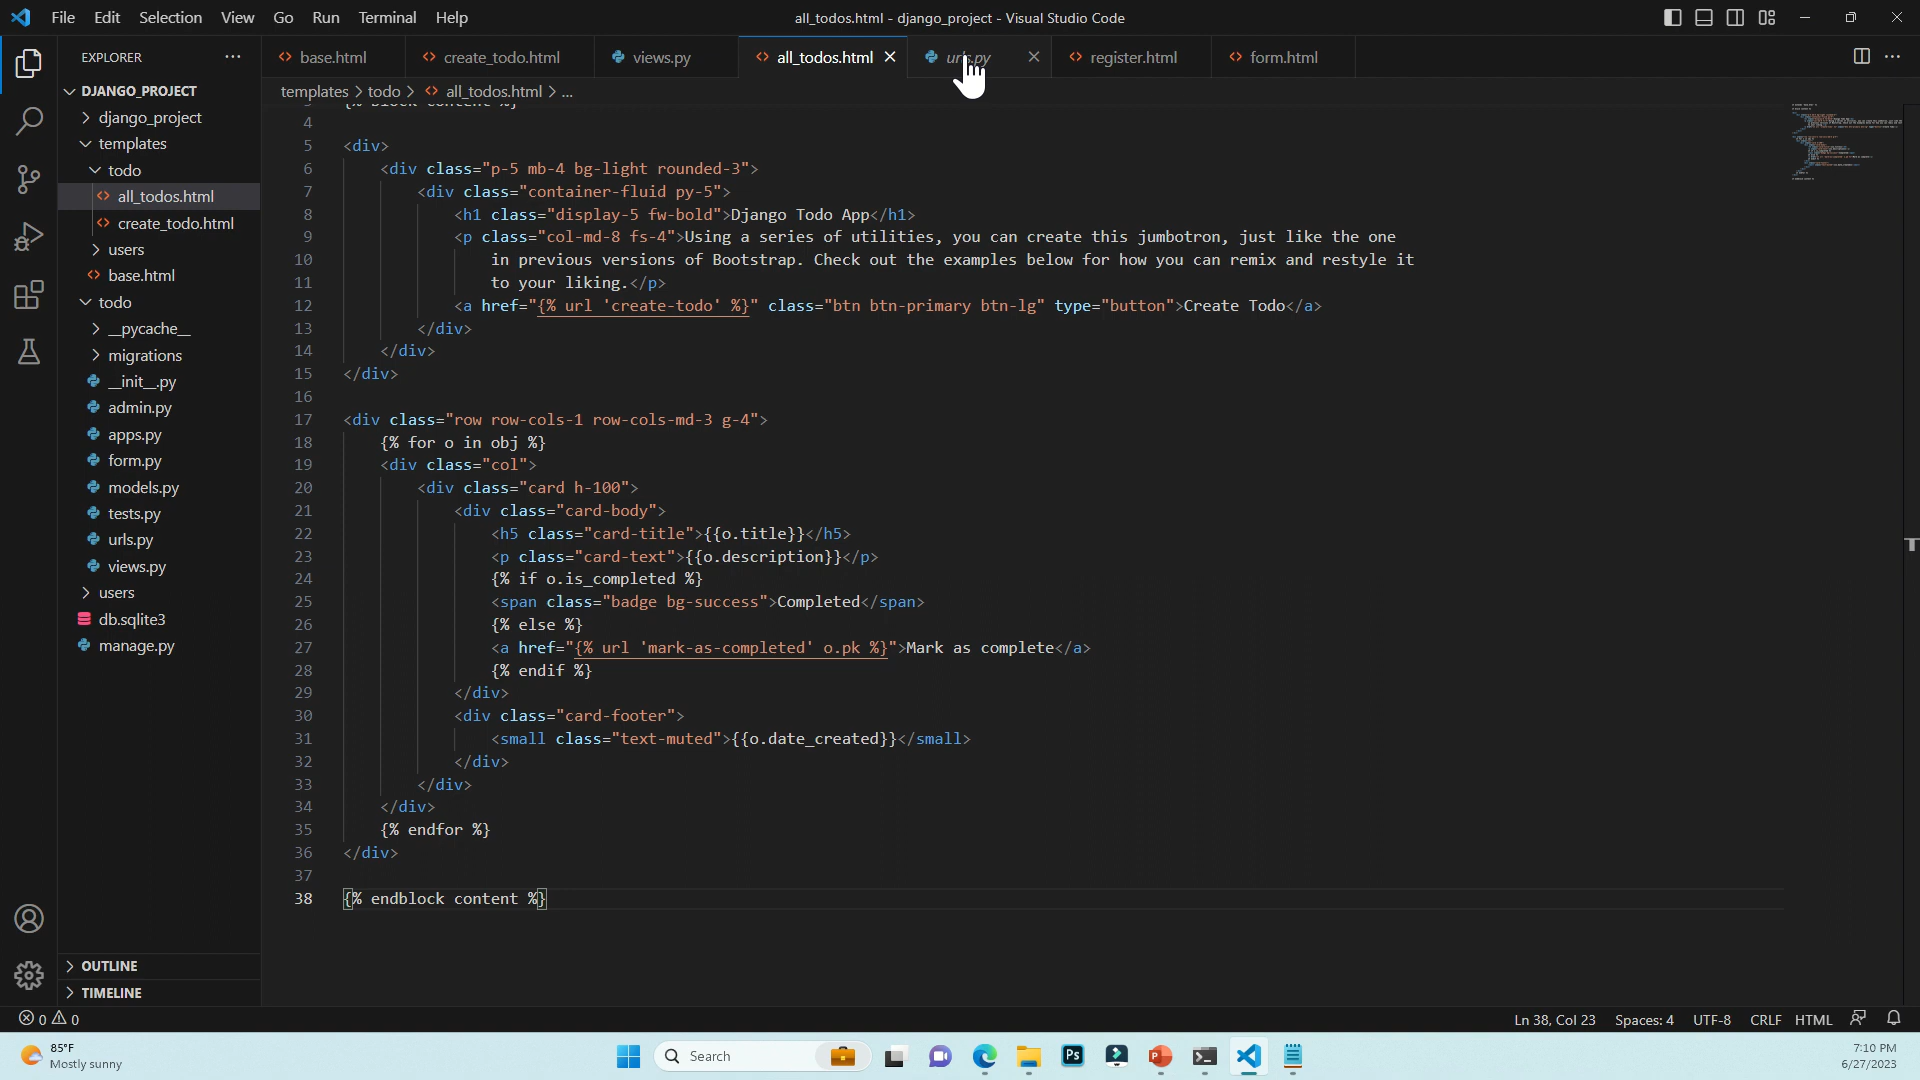 File Edit Selection View Go Run Terminal Help
all_todos.html - django_project - Visual Studio Code
EXPLORER
base.html
create_todo.html
views.py
all_todos.html
register.html
form.html
DJANGO_PROJECT
django_project
templates
todo
all_todos.html
create_todo.html
users
base.html
todo
__pycache__
migrations
__init__.py
admin.py
apps.py
form.py
models.py
tests.py
urls.py
views.py
users
db.sqlite3
manage.py
OUTLINE
TIMELINE
templates > todo > all_todos.html > ...
{% block content %}
4
5 <div>
6 <div class="p-5 mb-4 bg-light rounded-3">
7 <div class="container-fluid py-5">
8 <h1 class="display-5 fw-bold">Django Todo App</h1>
9 <p class="col-md-8 fs-4">Using a series of utilities, you can create this jumbotron, just like the one
10 in previous versions of Bootstrap. Check out the examples below for how you can remix and restyle it
11 to your liking.</p>
12 <a href="{% url 'create-todo' %}" class="btn btn-primary btn-lg" type="button">Create Todo</a>
13 </div>
14 </div>
15 </div>
16
17 <div class="row row-cols-1 row-cols-md-3 g-4">
18 {% for o in obj %}
19 <div class="col">
20 <div class="card h-100">
21 <div class="card-body">
22 <h5 class="card-title">{{o.title}}</h5>
23 <p class="card-text">{{o.description}}</p>
24 {% if o.is_completed %}
25 <span class="badge bg-success">Completed</span>
26 {% else %}
27 <a href="{% url 'mark-as-completed' o.pk %}">Mark as complete</a>
28 {% endif %}
29 </div>
30 <div class="card-footer">
31 <small class="text-muted">{{o.date_created}}</small>
32 </div>
33 </div>
34 </div>
35 {% endfor %}
36 </div>
37
38 {% endblock content %}
0 0
Ln 38, Col 23 Spaces: 4 UTF-8 CRLF HTML
85°F
Mostly sunny
Search
Ps
7:10 PM
6/27/2023